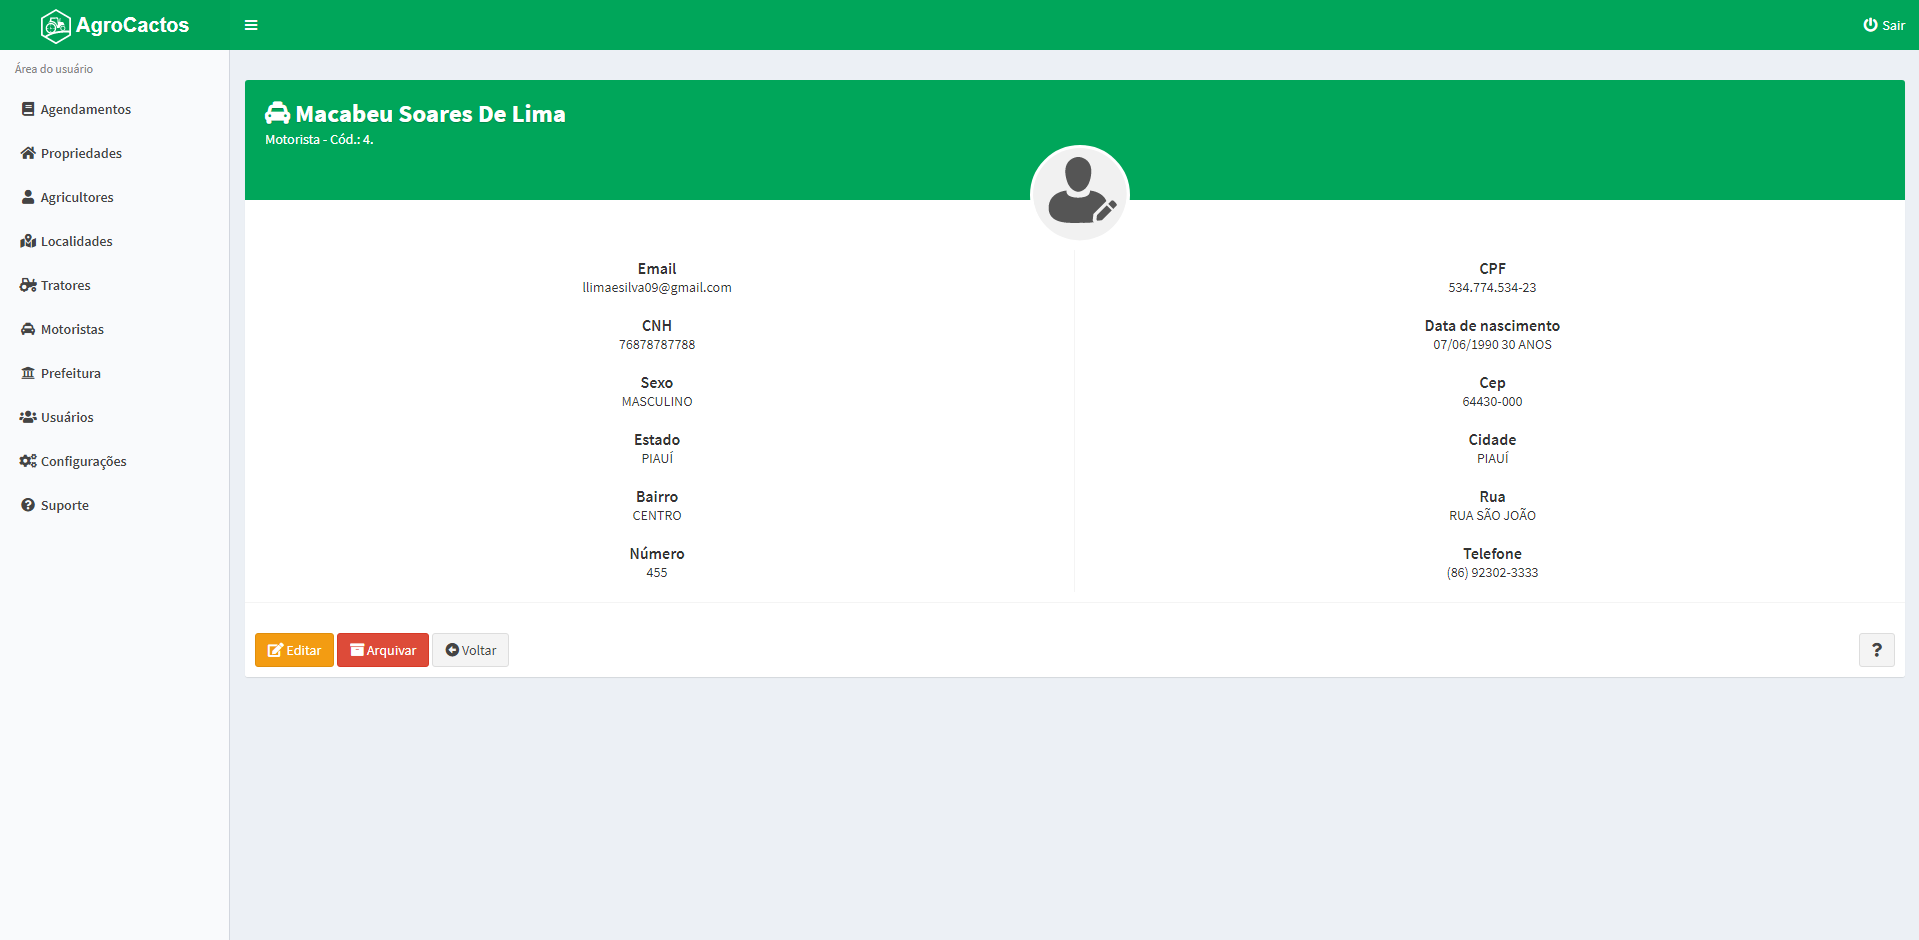 AgroCactos
Sair
Área do usuário
Agendamentos
Propriedades
Agricultores
Localidades
Tratores
Motoristas
Prefeitura
Usuários
Configurações
Suporte
Macabeu Soares De Lima
Motorista - Cód.: 4.
Email
llimaesilva09@gmail.com
CNH
76878787788
Sexo
MASCULINO
Estado
PIAUÍ
Bairro
CENTRO
Número
455
CPF
534.774.534-23
Data de nascimento
07/06/1990 30 ANOS
Cep
64430-000
Cidade
PIAUÍ
Rua
RUA SÃO JOÃO
Telefone
(86) 92302-3333
Editar
Arquivar
Voltar
?